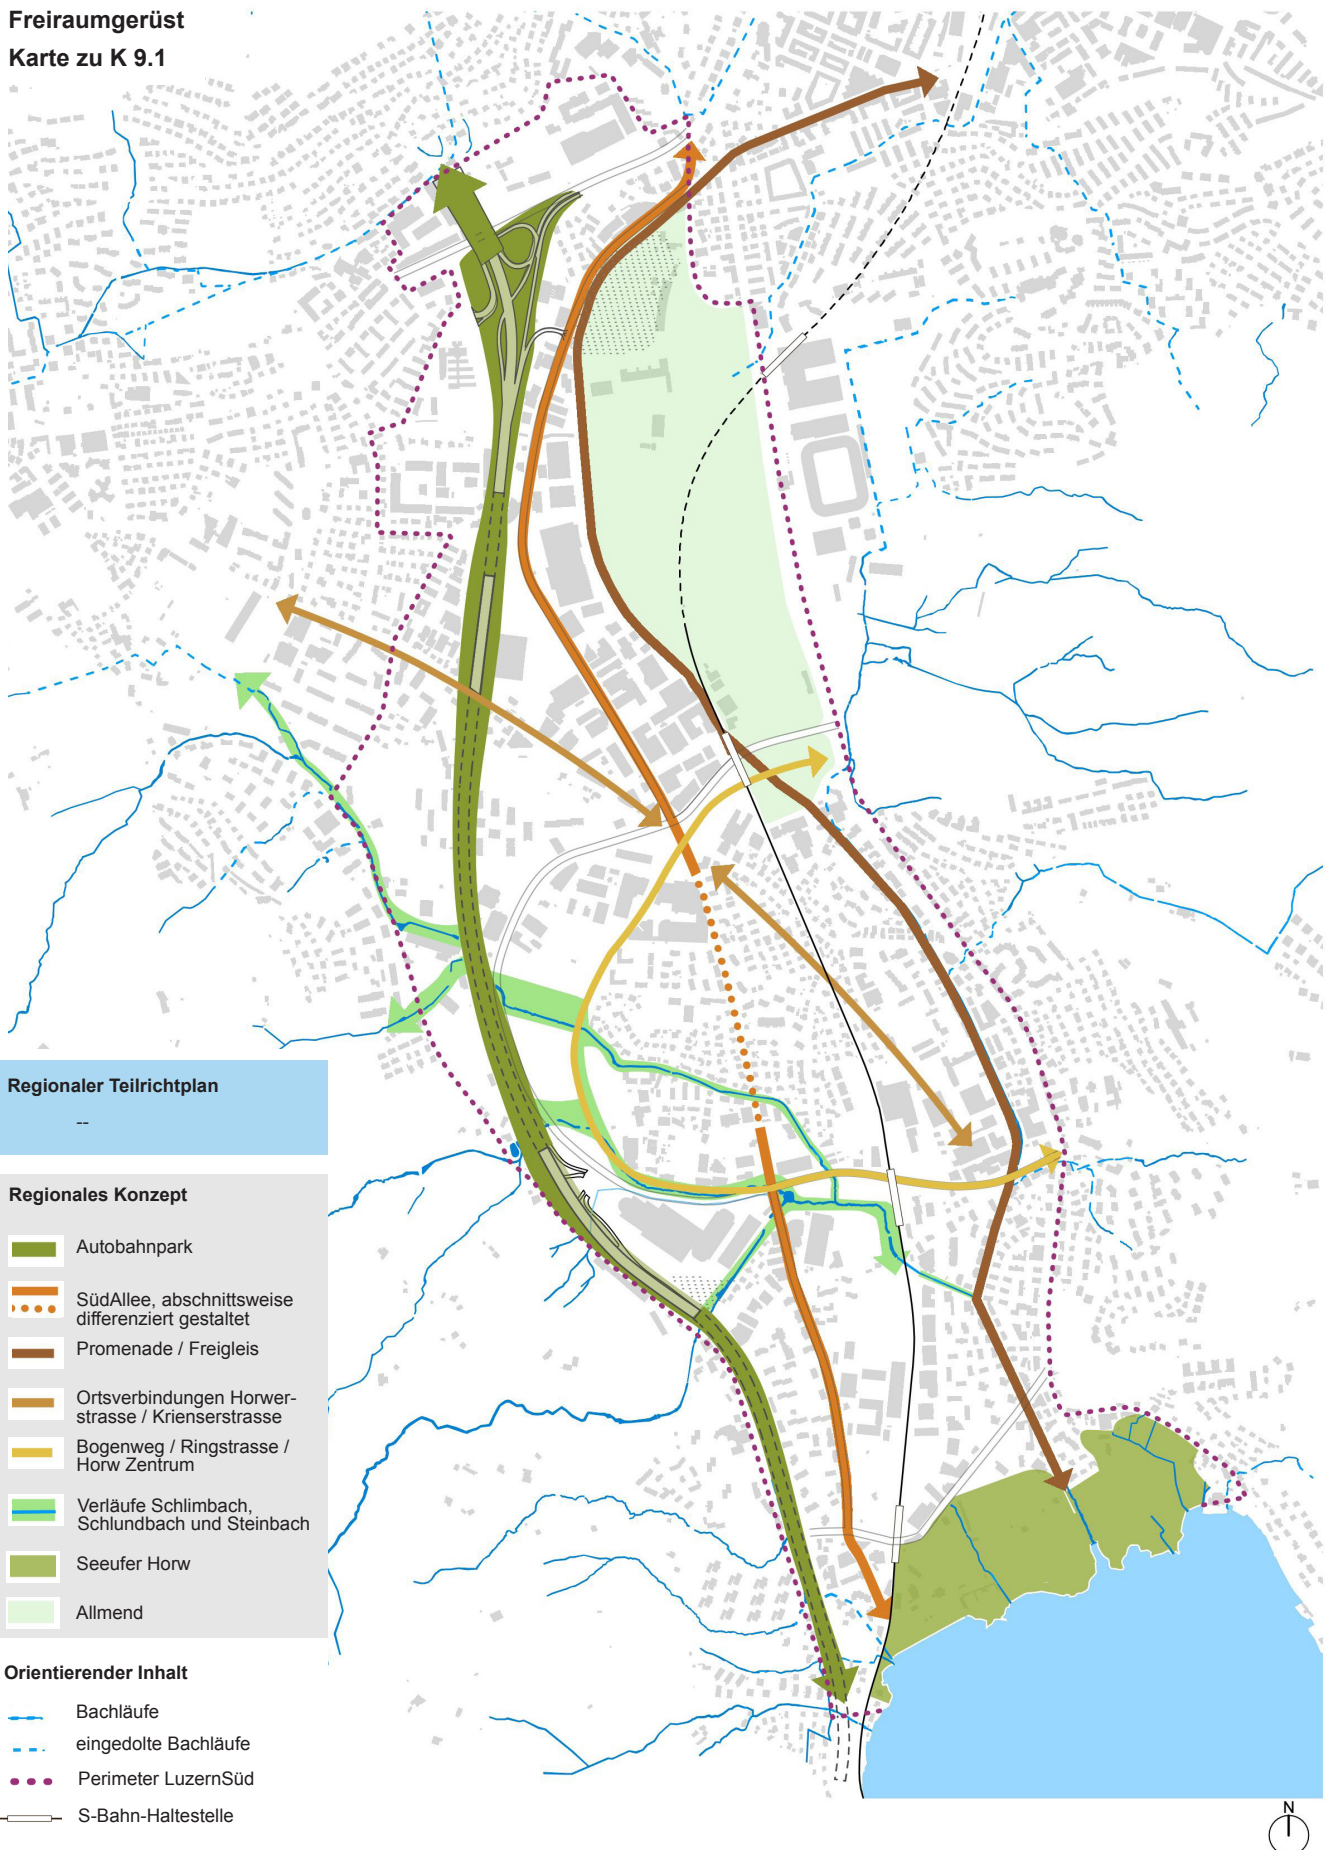 Freiraumgerüst
Karte zu K 9.1
Regionaler Teilrichtplan
--
Regionales Konzept
Autobahnpark
SüdAllee, abschnittsweise
differenziert gestaltet
Promenade / Freigleis
Ortsverbindungen Horwer-
strasse / Krienserstrasse
Bogenweg / Ringstrasse /
Horw Zentrum
Verläufe Schlimbach,
Schlundbach und Steinbach
Seeufer Horw
Allmend
Orientierender Inhalt
Bachläufe
eingedolte Bachläufe
Perimeter LuzernSüd
S-Bahn-Haltestelle
N